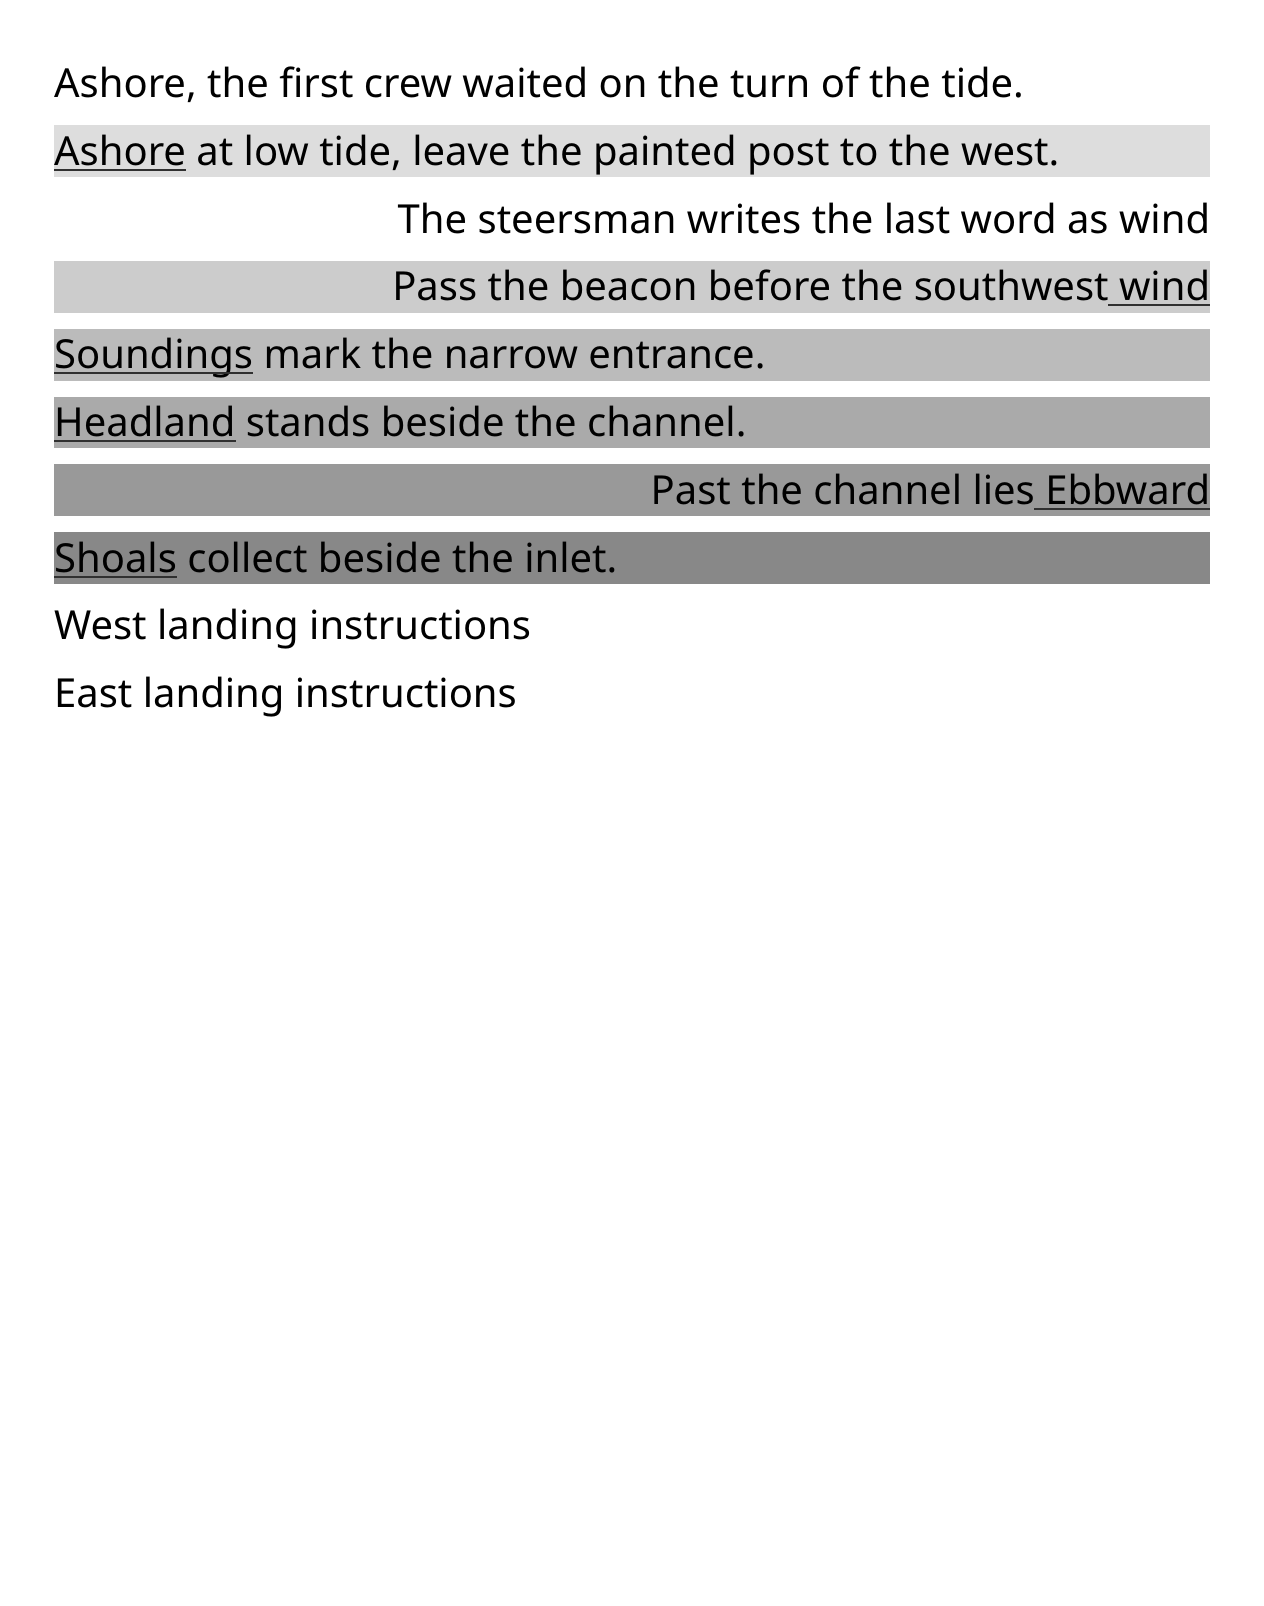 Ashore, the first crew waited on the turn of the tide.
Ashore at low tide, leave the painted post to the west.
The steersman writes the last word as wind
Pass the beacon before the southwest wind
Soundings mark the narrow entrance.
Headland stands beside the channel.
Past the channel lies Ebbward
Shoals collect beside the inlet.
West landing instructions
East landing instructions